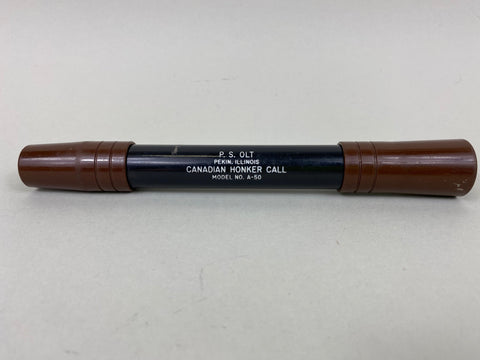 P. S. OLT
PEKIN, ILLINOIS
CANADIAN HONKER CALL
MODEL NO. A-50